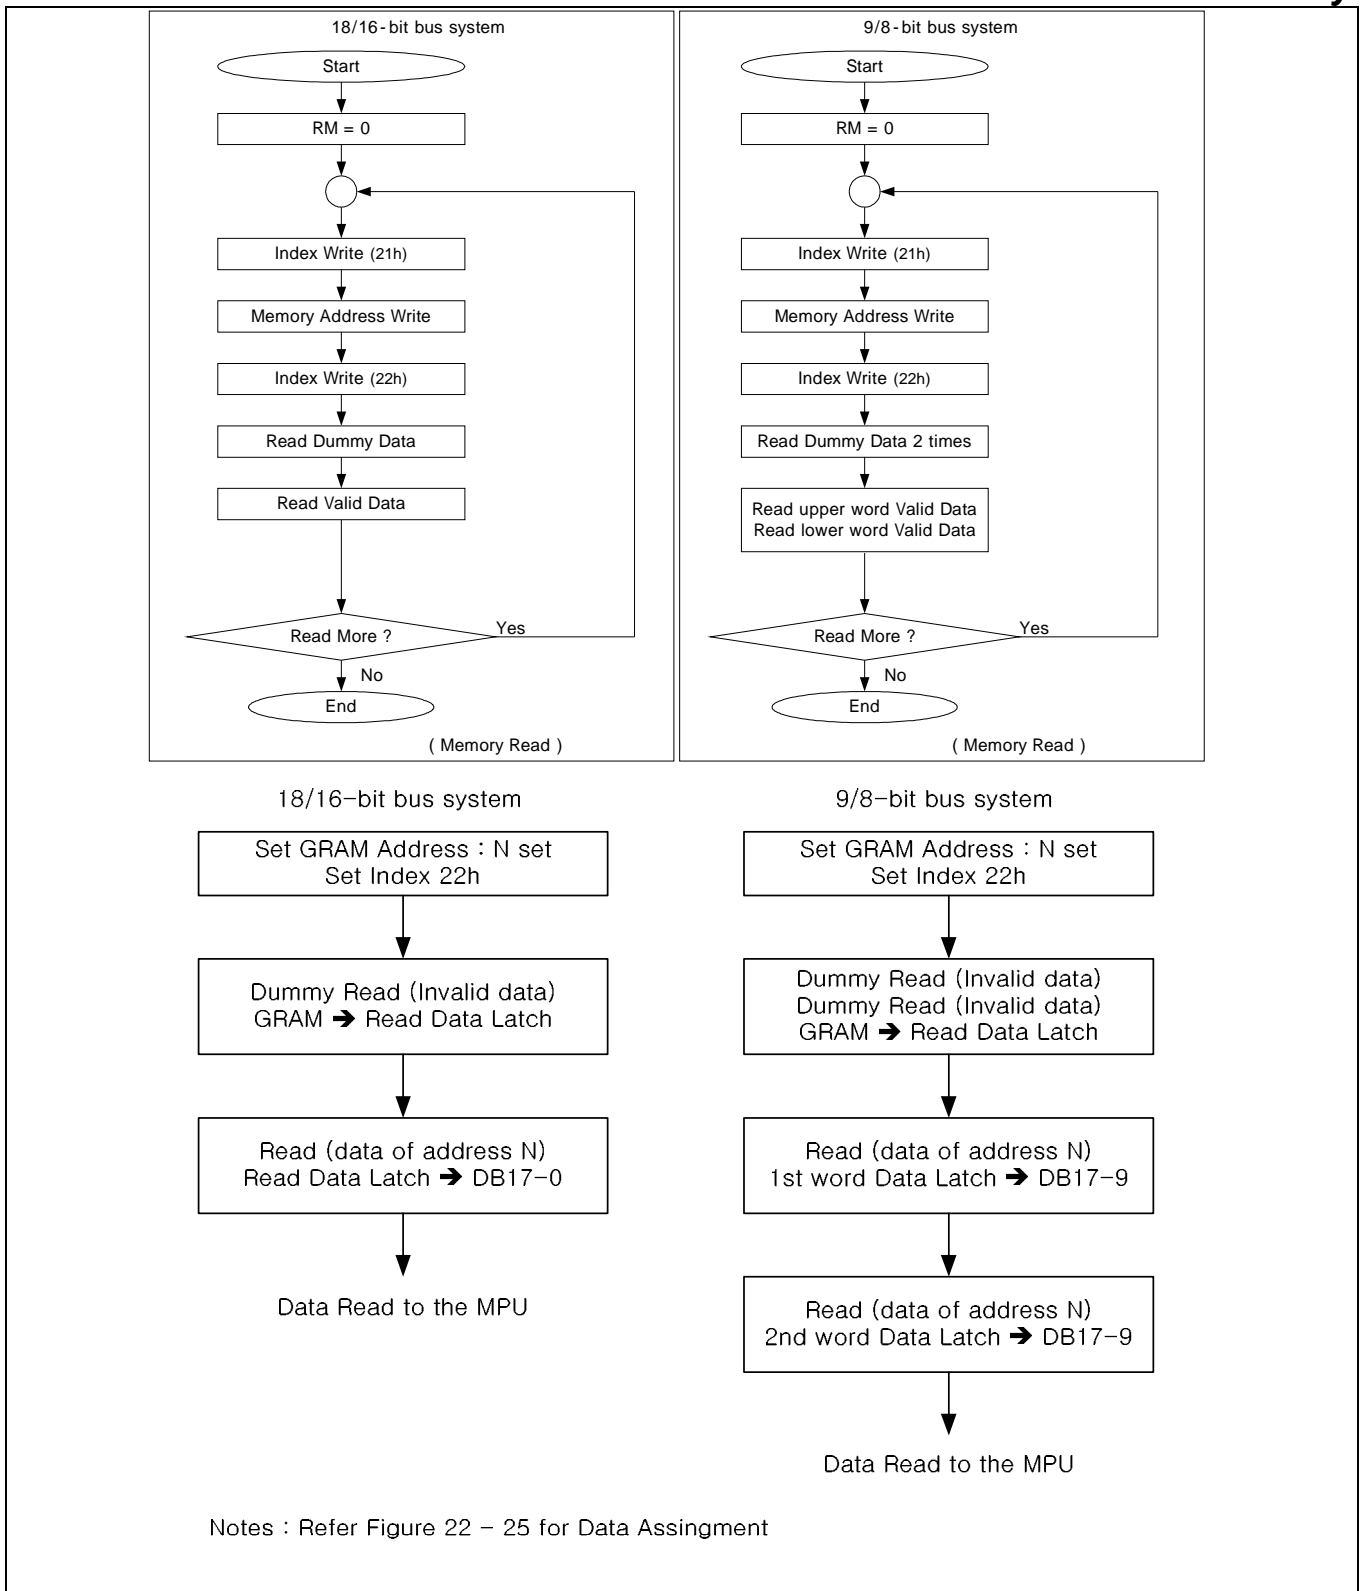 18/16-bit bus system
Start
RM = 0
Index Write (21h)
Memory Address Write
Index Write (22h)
Read Dummy Data
Read Valid Data
Read More ?
Yes
No
End
( Memory Read )
9/8-bit bus system
Start
RM = 0
Index Write (21h)
Memory Address Write
Index Write (22h)
Read Dummy Data 2 times
Read upper word Valid Data
Read lower word Valid Data
Read More ?
Yes
No
End
( Memory Read )
18/16-bit bus system
Set GRAM Address : N set
Set Index 22h
Dummy Read (Invalid data)
GRAM ➔ Read Data Latch
Read (data of address N)
Read Data Latch ➔ DB17-0
Data Read to the MPU
9/8-bit bus system
Set GRAM Address : N set
Set Index 22h
Dummy Read (Invalid data)
Dummy Read (Invalid data)
GRAM ➔ Read Data Latch
Read (data of address N)
1st word Data Latch ➔ DB17-9
Read (data of address N)
2nd word Data Latch ➔ DB17-9
Data Read to the MPU
Notes : Refer Figure 22 - 25 for Data Assingment